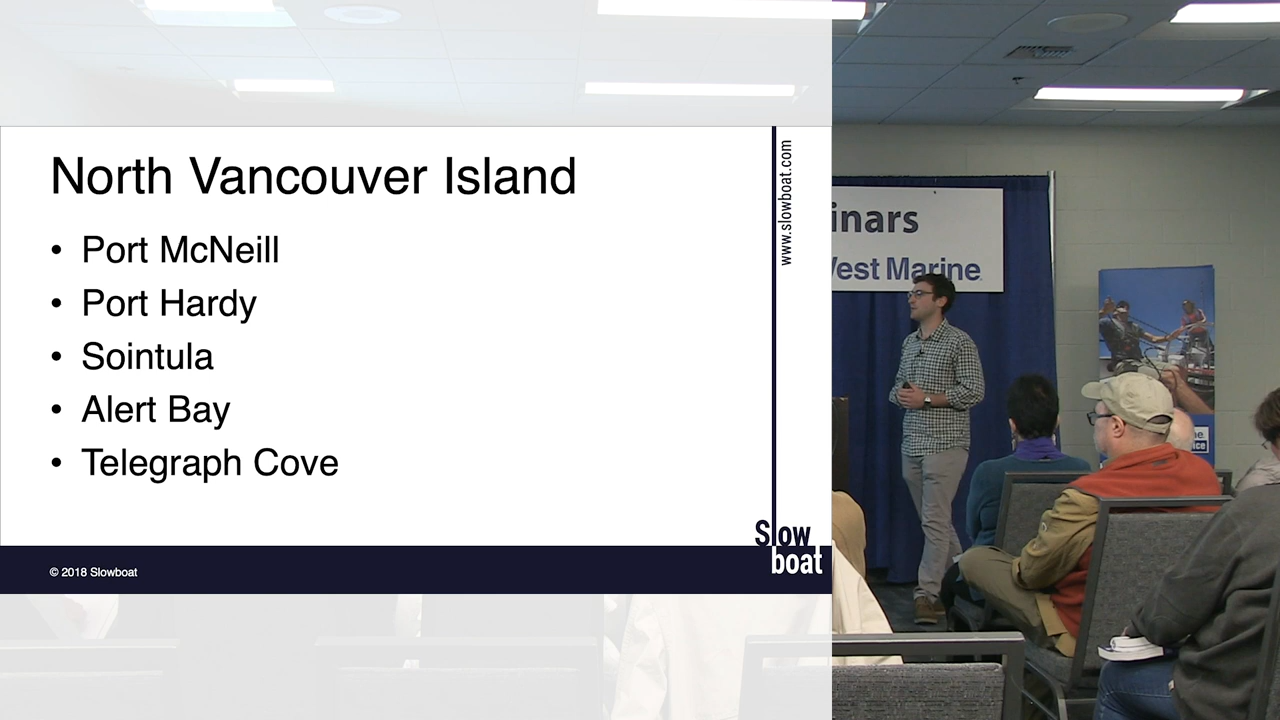 North Vancouver Island
• Port McNeill
• Port Hardy
• Sointula
• Alert Bay
• Telegraph Cove
www.slowboat.com
Slow
boat
© 2018 Slowboat
inars
West Marine